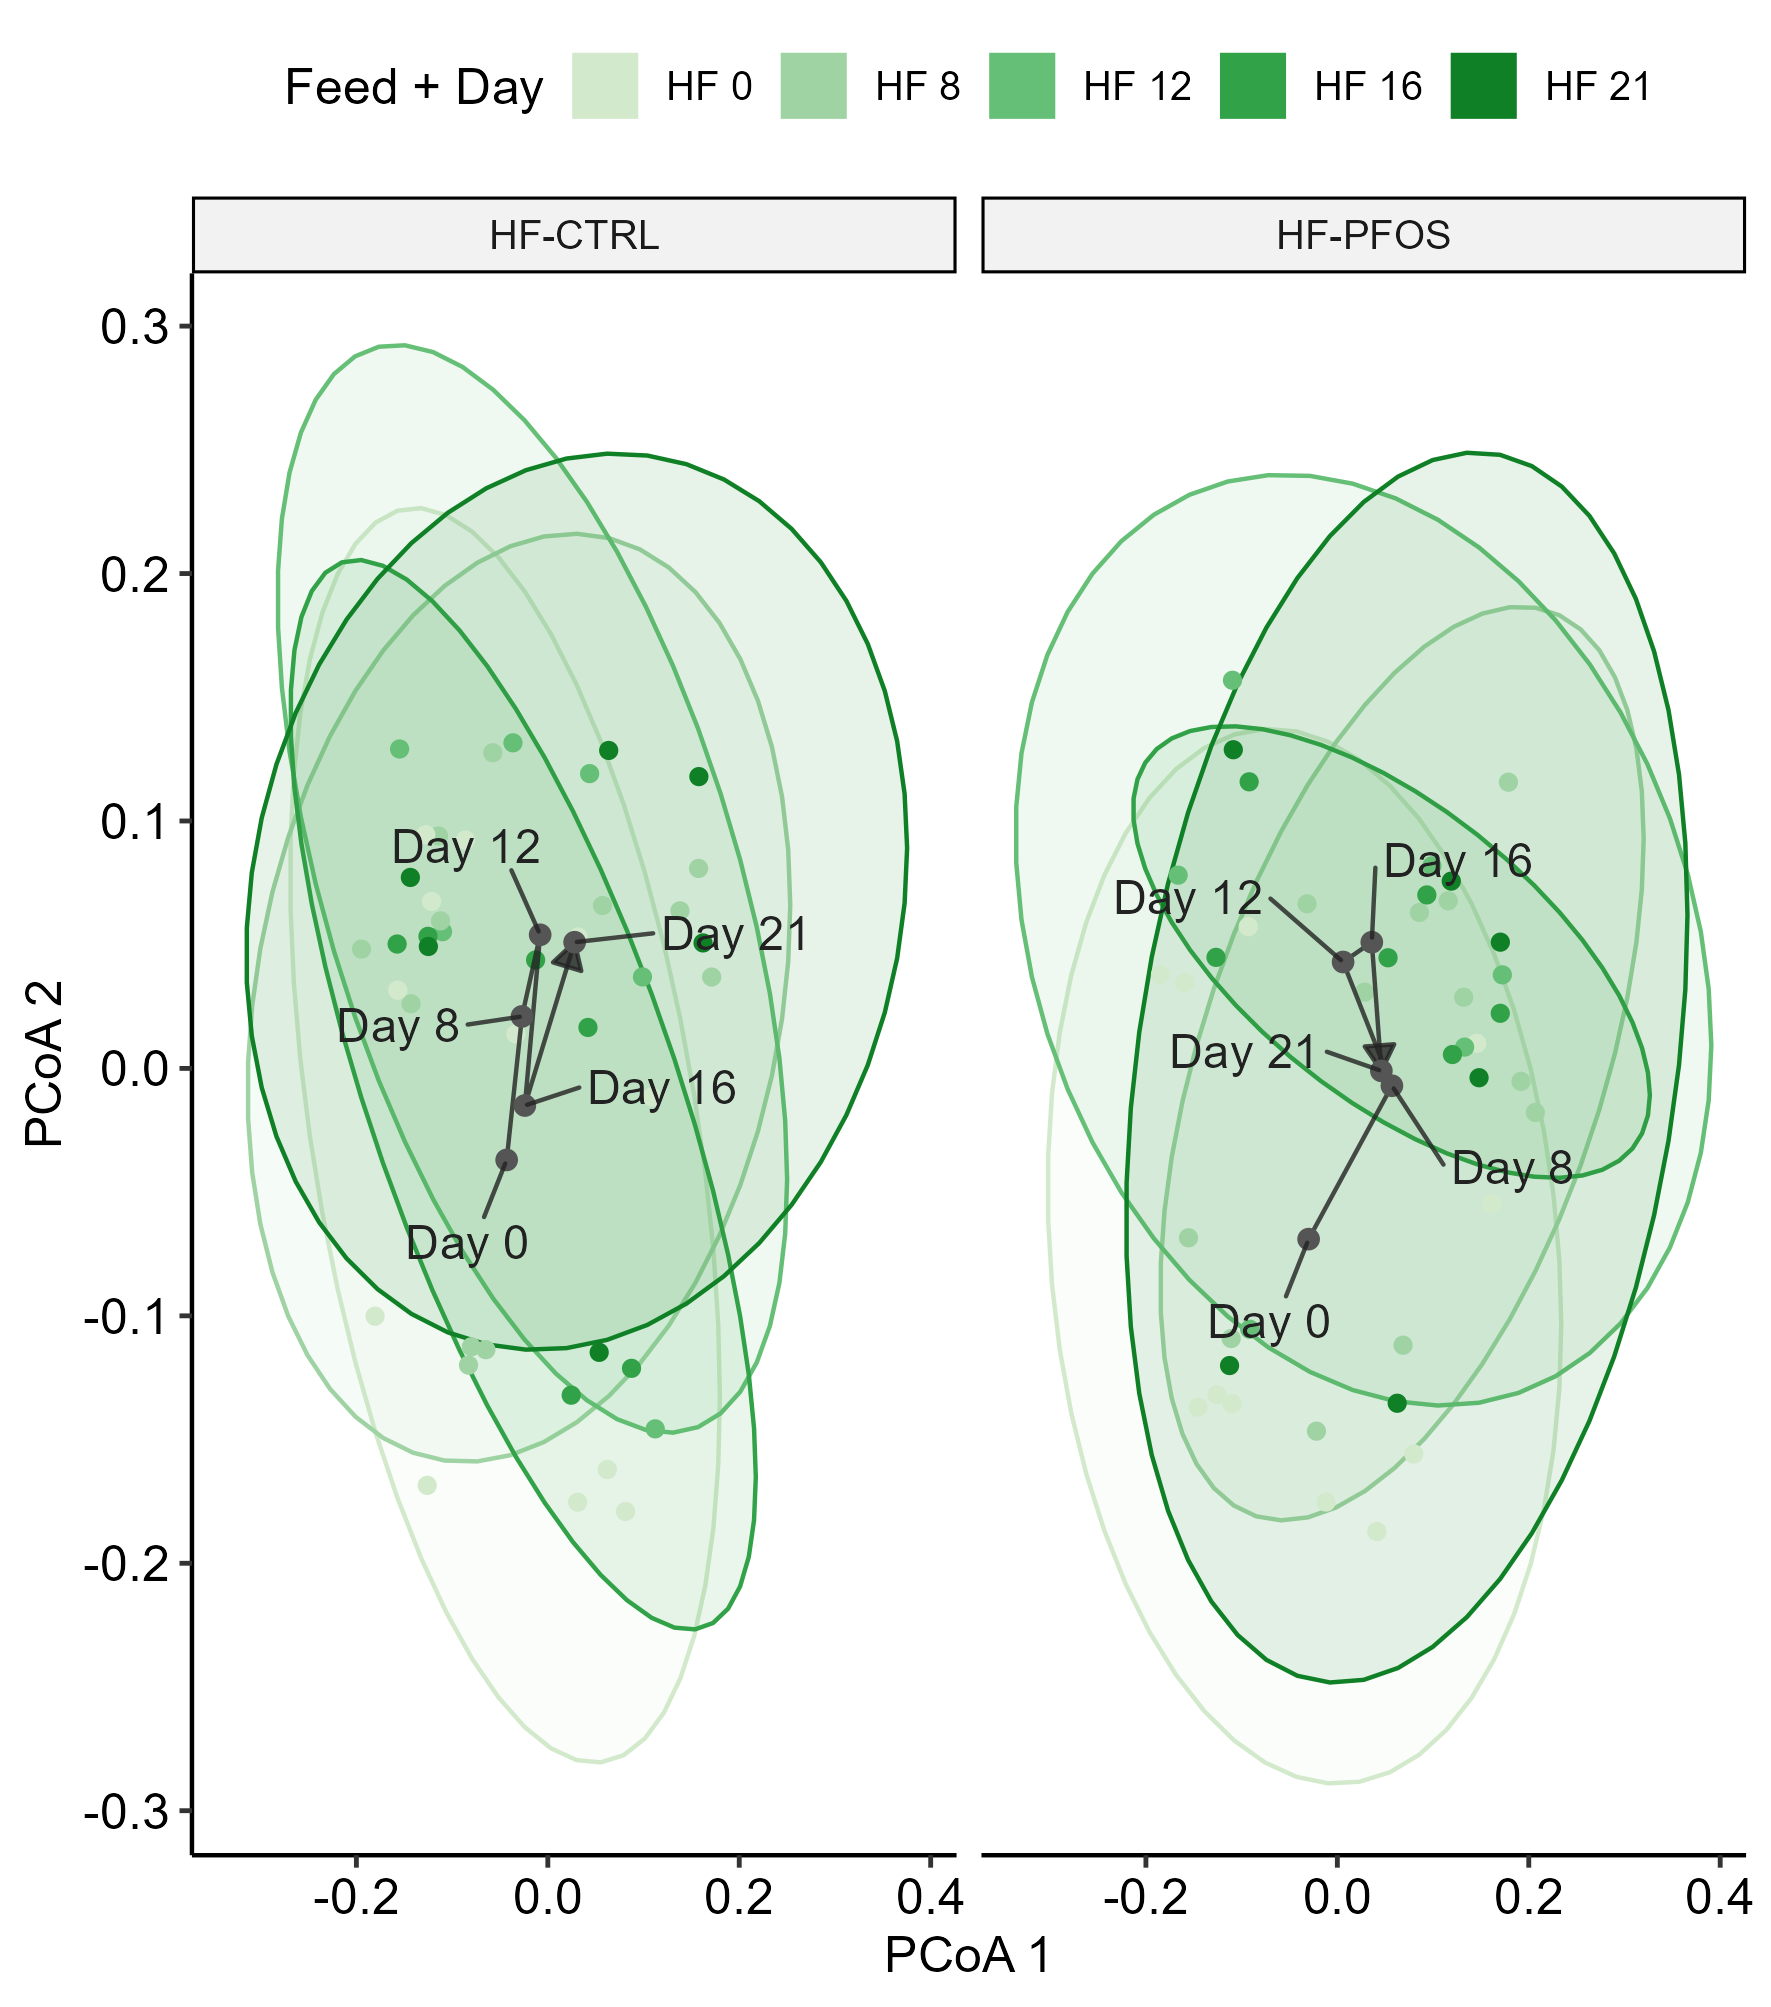 Feed + Day HF 0 HF 8 HF 12 HF 16 HF 21
HF-CTRL HF-PFOS
0.3
0.2
0.1
0.0
-0.1
-0.2
-0.3
PCoA 2
Day 12
Day 21
Day 8
Day 16
Day 0
Day 16
Day 12
Day 21
Day 8
Day 0
-0.2 0.0 0.2 0.4 -0.2 0.0 0.2 0.4
PCoA 1